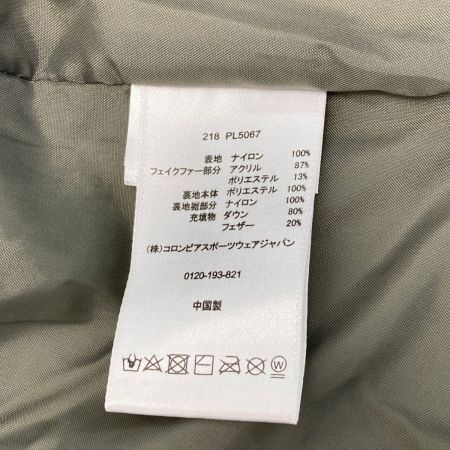 218 PL5067
表地 ナイロン 100%
フェイクファー部分 アクリル 87%
ポリエステル 13%
裏地本体 ポリエステル 100%
裏地裾部分 ナイロン 100%
充填物 ダウン 80%
フェザー 20%
(株)コロンビアスポーツウェアジャパン
0120-193-821
中国製
W